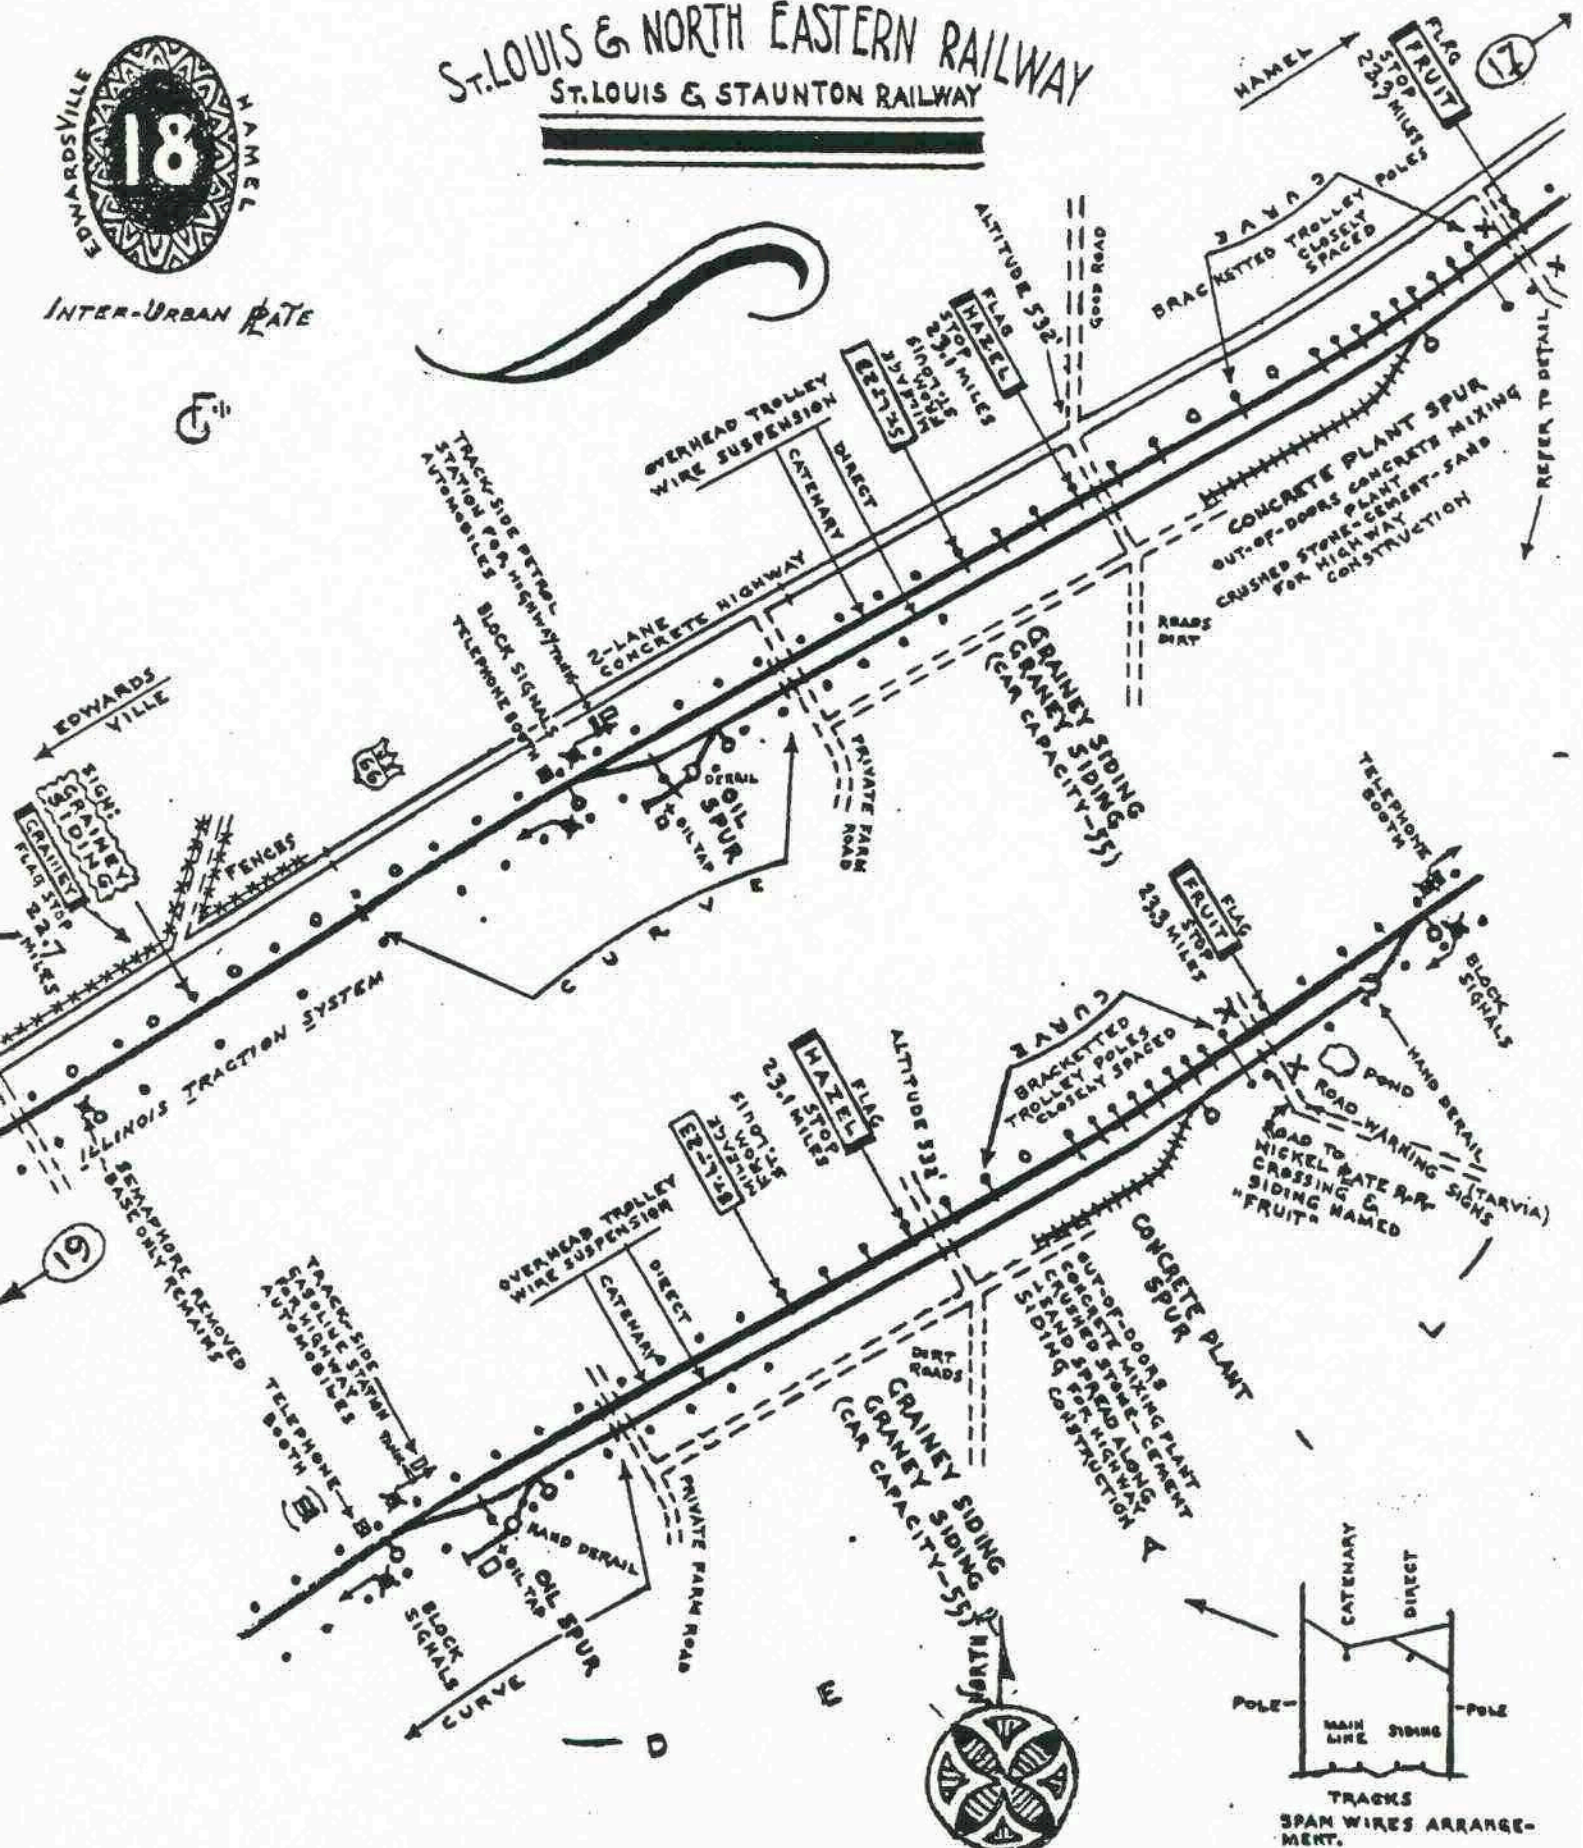 ST. LOUIS & NORTH EASTERN RAILWAY
ST. LOUIS & STAUNTON RAILWAY
EDWARDSVILLE
18
HAMEL
INTER-URBAN PLATE
HAMEL
FLAG
STOP
FRUIT
23.9 MILES
17
CURVE
BRACKETTED TROLLEY POLES
CLOSELY
SPACED
REFER TO DETAIL
ALTITUDE 532'
GOOD ROAD
FLAG
HAZEL
STOP
23.1 MILES
ST.L.-23
MILEAGE
FROM
ST. LOUIS
OVERHEAD TROLLEY
WIRE SUSPENSION
CATENARY
DIRECT
CONCRETE PLANT SPUR
OUT-OF-DOORS CONCRETE MIXING
PLANT
CRUSHED STONE-CEMENT-SAND
FOR HIGHWAY
CONSTRUCTION
ROADS
DIRT
TRACK-SIDE PETROL
STATION FOR HIGHWAY
AUTOMOBILES
TANKS
BLOCK SIGNALS
TELEPHONE BOOTH
2-LANE
CONCRETE HIGHWAY
GRAINEY SIDING
GRANEY SIDING
(CAR CAPACITY-55)
PRIVATE FARM
ROAD
DERAIL
OIL
SPUR
OIL TAP
CURVE
EDWARDS
VILLE
66
SIGN:
GRAINEY
SIDING
GRAINEY
FLAG STOP
22.7
MILES
FENCES
ILLINOIS TRACTION SYSTEM
SEMAPHORE REMOVED
BASE ONLY REMAINS
19
TELEPHONE
BOOTH
FLAG
FRUIT
STOP
23.9 MILES
BLOCK
SIGNALS
HAND DERAIL
POND
ROAD WARNING SIGNS
(TARVIA)
ROAD TO
NICKEL PLATE R.R.
CROSSING &
SIDING NAMED
"FRUIT"
CURVE
BRACKETTED
TROLLEY POLES
CLOSELY SPACED
ALTITUDE 532'
FLAG
HAZEL
STOP
23.1 MILES
ST.L.-23
MILEAGE
FROM
ST. LOUIS
OVERHEAD TROLLEY
WIRE SUSPENSION
CATENARY
DIRECT
CONCRETE PLANT
SPUR
OUT-OF-DOORS
CONCRETE MIXING PLANT
CRUSHED STONE-CEMENT
& SAND SPREAD ALONG
SIDING FOR HIGHWAY
CONSTRUCTION
DIRT
ROADS
GRAINEY SIDING
GRANEY SIDING
(CAR CAPACITY-55)
TRACK-SIDE
GASOLINE STATION
FOR HIGHWAY
AUTOMOBILES
TANKS
TELEPHONE
BOOTH
HAND DERAIL
OIL SPUR
OIL TAP
PRIVATE FARM ROAD
BLOCK
SIGNALS
CURVE
D E T A I L
NORTH
CATENARY
DIRECT
POLE
POLE
MAIN
LINE
SIDING
TRACKS
SPAN WIRES ARRANGE-
MENT.